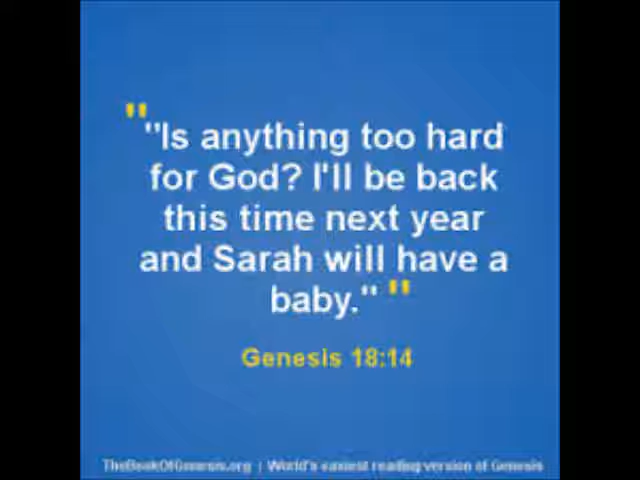 "
"Is anything too hard
for God? I'll be back
this time next year
and Sarah will have a
baby." "
Genesis 18:14
TheBookOfGenesis.org | World's easiest reading version of Genesis